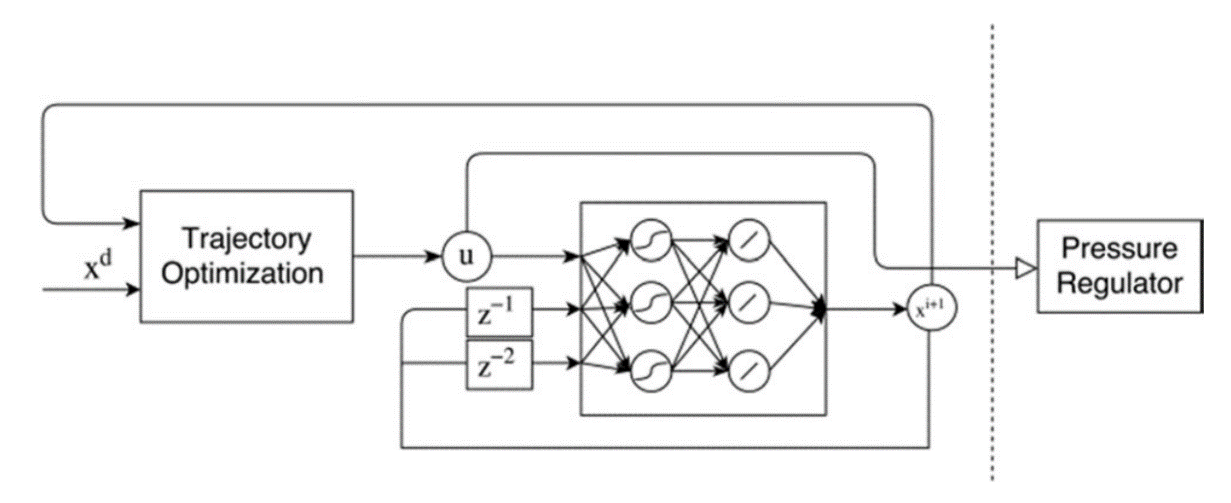 Trajectory
Optimization
x^d
u
z^{-1}
z^{-2}
x^{i+1}
Pressure
Regulator